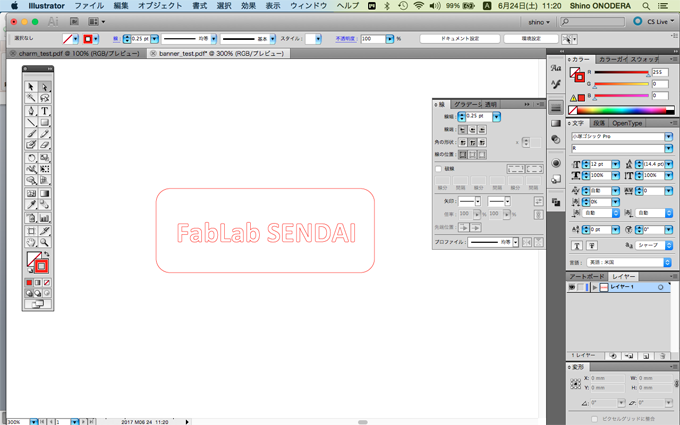 Illustrator ファイル 編集 オブジェクト 書式 選択 効果 表示 ウィンドウ ヘルプ 99% 6月24日(土) 11:20 Shino ONODERA
Br shino CS Live
選択なし 線: 0.25 pt 均等 基本 スタイル: 不透明度: 100 % ドキュメント設定 環境設定
charm_test.pdf @ 100% (RGB/プレビュー) banner_test.pdf* @ 300% (RGB/プレビュー)
FabLab SENDAI
線 グラデーシ 透明
線幅: 0.25 pt
線端:
角の形状:
線の位置:
破線
線分 間隔 線分 間隔 線分 間隔
矢印:
倍率: 100 % 100 %
先端位置:
プロファイル: 均等
カラー カラーガイ スウォッチ
R 255
G 0
B 0
文字 段落 OpenType
小塚ゴシック Pro
R
12 pt (14.4 pt)
100% 100%
自動 0
0%
自動 自動
0 pt 0°
シャープ
言語: 英語:米国
アートボード レイヤー
レイヤー 1
1 レイヤー
変形
X: 0 mm W: 0 mm
Y: 0 mm H: 0 mm
0° 0°
ピクセルグリッドに整合
300% 1 2017 M06 24 11:20